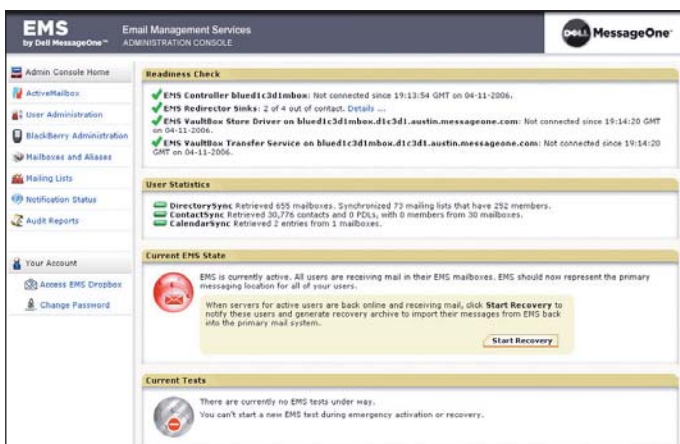 EMS
by Dell MessageOne™
Email Management Services
ADMINISTRATION CONSOLE
DELL MessageOne
Admin Console Home
ActiveMailbox
User Administration
BlackBerry Administration
Mailboxes and Aliases
Mailing Lists
Notification Status
Audit Reports
Your Account
Access EMS Dropbox
Change Password
Readiness Check
EMS Controller blued1c3d1mbox: Not connected since 19:13:54 GMT on 04-11-2006.
EMS Redirector Sinks: 2 of 4 out of contact. Details ...
EMS VaultBox Store Driver on blued1c3d1mbox.d1c3d1.austin.messageone.com: Not connected since 19:14:20
GMT on 04-11-2006.
EMS VaultBox Transfer Service on blued1c3d1mbox.d1c3d1.austin.messageone.com: Not connected since 19:14:20
GMT on 04-11-2006.
User Statistics
DirectorySync Retrieved 655 mailboxes. Synchronized 73 mailing lists that have 252 members.
ContactSync Retrieved 30,776 contacts and 0 PDLs, with 0 members from 30 mailboxes.
CalendarSync Retrieved 2 entries from 1 mailboxes.
Current EMS State
EMS is currently active. All users are receiving mail in their EMS mailboxes. EMS should now represent the primary
messaging location for all of your users.
When servers for active users are back online and receiving mail, click Start Recovery to
notify these users and generate recovery archive to import their messages from EMS back
into the primary mail system.
Start Recovery
Current Tests
There are currently no EMS tests under way.
You can't start a new EMS test during emergency activation or recovery.